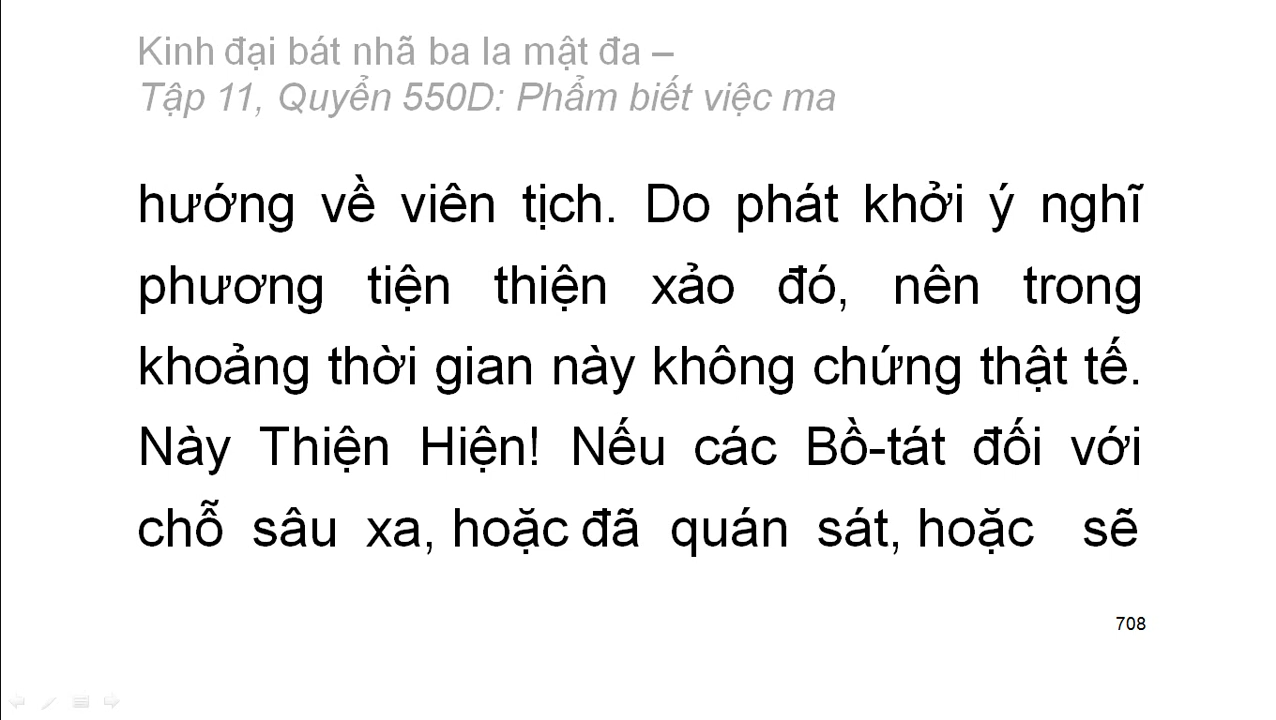 Kinh đại bát nhã ba la mật đa –
Tập 11, Quyển 550D: Phẩm biết việc ma
hướng về viên tịch. Do phát khởi ý nghĩ
phương tiện thiện xảo đó, nên trong
khoảng thời gian này không chứng thật tế.
Này Thiện Hiện! Nếu các Bồ-tát đối với
chỗ sâu xa, hoặc đã quán sát, hoặc sẽ
708